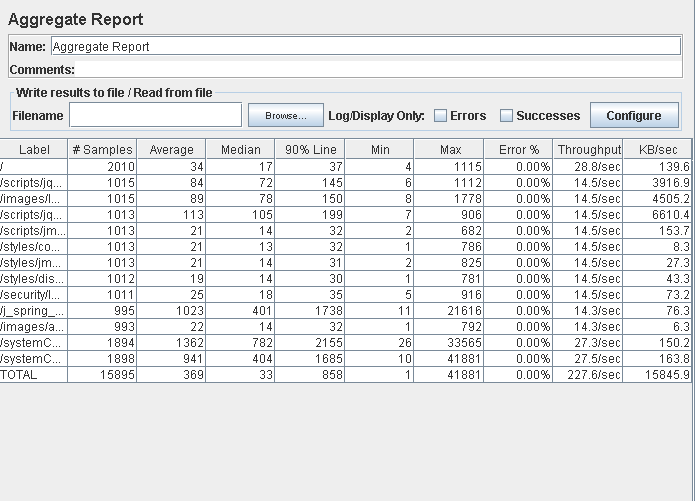 Aggregate Report
Name: Aggregate Report
Comments:
Write results to file / Read from file
Filename Browse... Log/Display Only: Errors Successes Configure
Label # Samples Average Median 90% Line Min Max Error % Throughput KB/sec
/ 2010 34 17 37 4 1115 0.00% 28.8/sec 139.6
/scripts/jq... 1015 84 72 145 6 1112 0.00% 14.5/sec 3916.9
/images/l... 1015 89 78 150 8 1778 0.00% 14.5/sec 4505.2
/scripts/jq... 1013 113 105 199 7 906 0.00% 14.5/sec 6610.4
/scripts/jm... 1013 21 14 32 2 682 0.00% 14.5/sec 153.7
/styles/co... 1013 21 13 32 1 786 0.00% 14.5/sec 8.3
/styles/jm... 1013 21 14 31 2 825 0.00% 14.5/sec 27.3
/styles/dis... 1012 19 14 30 1 781 0.00% 14.5/sec 43.3
/security/l... 1011 25 18 35 5 916 0.00% 14.5/sec 73.2
/j_spring_... 995 1023 401 1738 11 21616 0.00% 14.3/sec 76.3
/images/a... 993 22 14 32 1 792 0.00% 14.3/sec 6.3
/systemC... 1894 1362 782 2155 26 33565 0.00% 27.3/sec 150.2
/systemC... 1898 941 404 1685 10 41881 0.00% 27.5/sec 163.8
TOTAL 15895 369 33 858 1 41881 0.00% 227.6/sec 15845.9